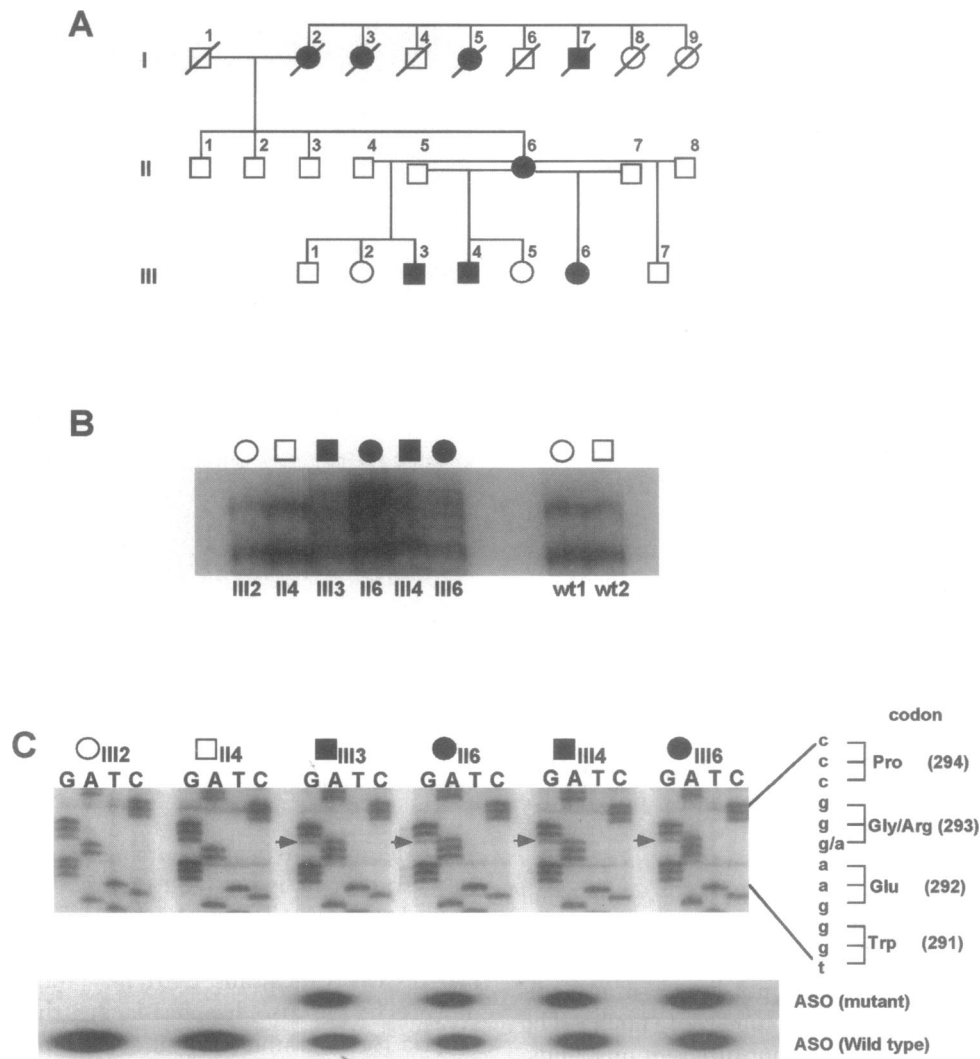 A
I
1 2 3 4 5 6 7 8 9
II
1 2 3 4 5 6 7 8
III
1 2 3 4 5 6 7
B
III2 II4 III3 II6 III4 III6 wt1 wt2
codon
C
III2 II4 III3 II6 III4 III6
G A T C G A T C G A T C G A T C G A T C G A T C
c
c Pro (294)
c
g
g Gly/Arg (293)
g/a
a
a Glu (292)
g
g
g Trp (291)
t
ASO (mutant)
ASO (Wild type)